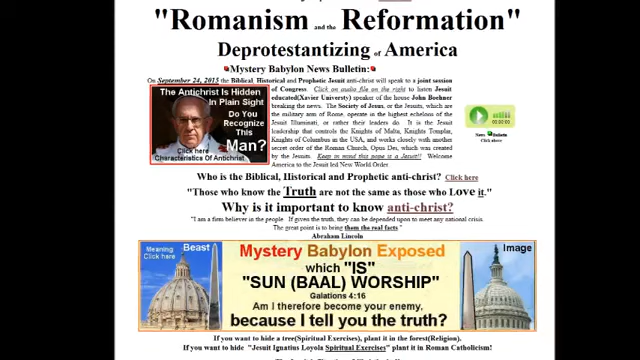 "Romanism and the Reformation"
Deprotestantizing of America
Mystery Babylon News Bulletin:
On September 24, 2015 the Biblical, Historical and Prophetic Jesuit anti-christ will speak to a joint session
of Congress. Click on audio file on the right to listen Jesuit
educated(Xavier Universty) speaker of the house John Boehner
breaking the news. The Society of Jesus, or the Jesuits, which are
the military arm of Rome, operate in the highest echelons of the
Jesuit Illuminati, or rather their leaders do. It is the Jesuit
leadership that controls the Knights of Malta, Knights Templar,
Knights of Columbus in the USA, and works closely with another
secret order of the Roman Church, Opus Dei, which was created
by the Jesuits. Keep in mind this pope is a Jesuit!! Welcome
America to the Jesuit led New World Order.
The Antichrist Is Hidden
In Plain Sight
Do You
Recognize
This
Man?
Click here
Characteristics Of Antichrist
00:00:00
News Bulletin
Click above
Who is the Biblical, Historical and Prophetic anti-christ? Click here
"Those who know the Truth are not the same as those who Love it."
Why is it important to know anti-christ?
"I am a firm believer in the people. If given the truth, they can be depended upon to meet any national crisis.
The great point is to bring them the real facts."
Abraham Lincoln
Meaning
Click here
Beast
Mystery Babylon Exposed
which "IS"
"SUN (BAAL) WORSHIP"
Galations 4:16
Am I therefore become your enemy,
because I tell you the truth?
Image
If you want to hide a tree(Spiritual Exercises), plant it in the forest(Religion).
If you want to hide "Jesuit Ignatius Loyola Spiritual Exercises" plant it in Roman Catholicism!